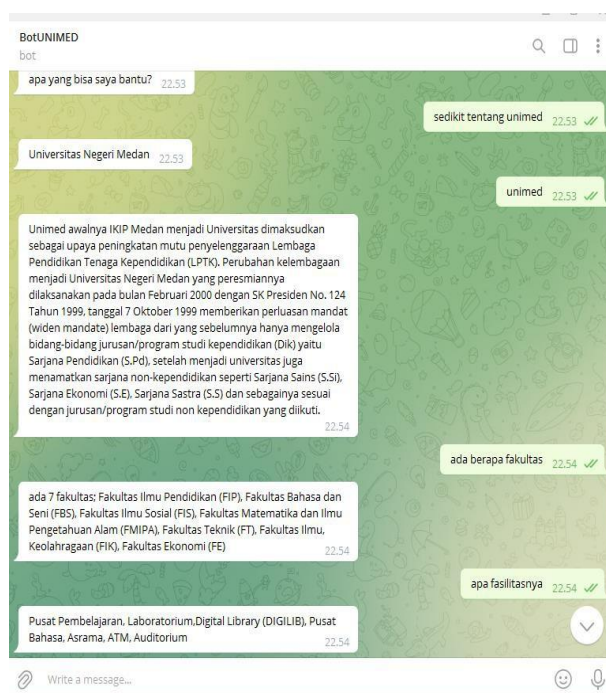 BotUNIMED
bot
apa yang bisa saya bantu? 22.53
sedikit tentang unimed 22.53
Universitas Negeri Medan 22.53
unimed 22.53
Unimed awalnya IKIP Medan menjadi Universitas dimaksudkan
sebagai upaya peningkatan mutu penyelenggaraan Lembaga
Pendidikan Tenaga Kependidikan (LPTK). Perubahan kelembagaan
menjadi Universitas Negeri Medan yang peresmiannya
dilaksanakan pada bulan Februari 2000 dengan SK Presiden No. 124
Tahun 1999, tanggal 7 Oktober 1999 memberikan perluasan mandat
(widen mandate) lembaga dari yang sebelumnya hanya mengelola
bidang-bidang jurusan/program studi kependidikan (Dik) yaitu
Sarjana Pendidikan (S.Pd), setelah menjadi universitas juga
menamatkan sarjana non-kependidikan seperti Sarjana Sains (S.Si),
Sarjana Ekonomi (S.E), Sarjana Sastra (S.S) dan sebagainya sesuai
dengan jurusan/program studi non kependidikan yang diikuti.
22.54
ada berapa fakultas 22.54
ada 7 fakultas; Fakultas Ilmu Pendidikan (FIP), Fakultas Bahasa dan
Seni (FBS), Fakultas Ilmu Sosial (FIS), Fakultas Matematika dan Ilmu
Pengetahuan Alam (FMIPA), Fakultas Teknik (FT), Fakultas Ilmu,
Keolahragaan (FIK), Fakultas Ekonomi (FE) 22.54
apa fasilitasnya 22.54
Pusat Pembelajaran, Laboratorium,Digital Library (DIGILIB), Pusat
Bahasa, Asrama, ATM, Auditorium 22.54
Write a message...